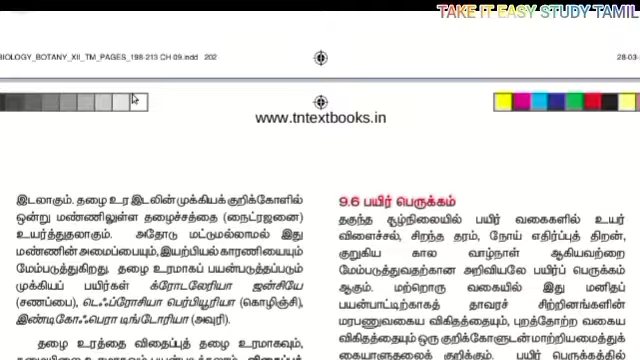 TAKE IT EASY STUDY TAMIL
BIOLOGY_BOTANY_XII_TM_PAGES_198-213 CH 09.indd 202
28-03-
www.tntextbooks.in
இடலாகும். தழை உர இடலின் முக்கியக் குறிக்கோளில்
ஒன்று மண்ணிலுள்ள தழைச்சத்தை (நைட்ரஜனை)
உயர்த்துதலாகும். அதோடு மட்டுமல்லாமல் இது
மண்ணின் அமைப்பையும், இயற்பியல் காரணியையும்
மேம்படுத்துகிறது. தழை உரமாகப் பயன்படுத்தப்படும்
முக்கியப் பயிர்கள் க்ரோடலேரியா ஜன்சியே
(சணப்பை), டெஃப்ரோசியா பெர்பியூரியா (கொழிஞ்சி),
இண்டிகோஃபெரா டிங்டோரியா (அவுரி).
தழை உரத்தை விதைப்புத் தழை உரமாகவும்,
9.6 பயிர் பெருக்கம்
தகுந்த சூழ்நிலையில் பயிர் வகைகளில் உயர்
விளைச்சல், சிறந்த தரம், நோய் எதிர்ப்புத் திறன்,
குறுகிய கால வாழ்நாள் ஆகியவற்றை
மேம்படுத்துவதற்கான அறிவியலே பயிர்ப் பெருக்கம்
ஆகும். மற்றொரு வகையில் இது மனிதப்
பயன்பாட்டிற்காகத் தாவரச் சிற்றினங்களின்
மரபணுவகைய விகிதத்தையும், புறத்தோற்ற வகைய
விகிதத்தையும் ஒரு குறிக்கோளுடன் மாற்றியமைத்துக்
கையாளுதலைக் குறிக்கும். பயிர் பெருக்கத்தில்